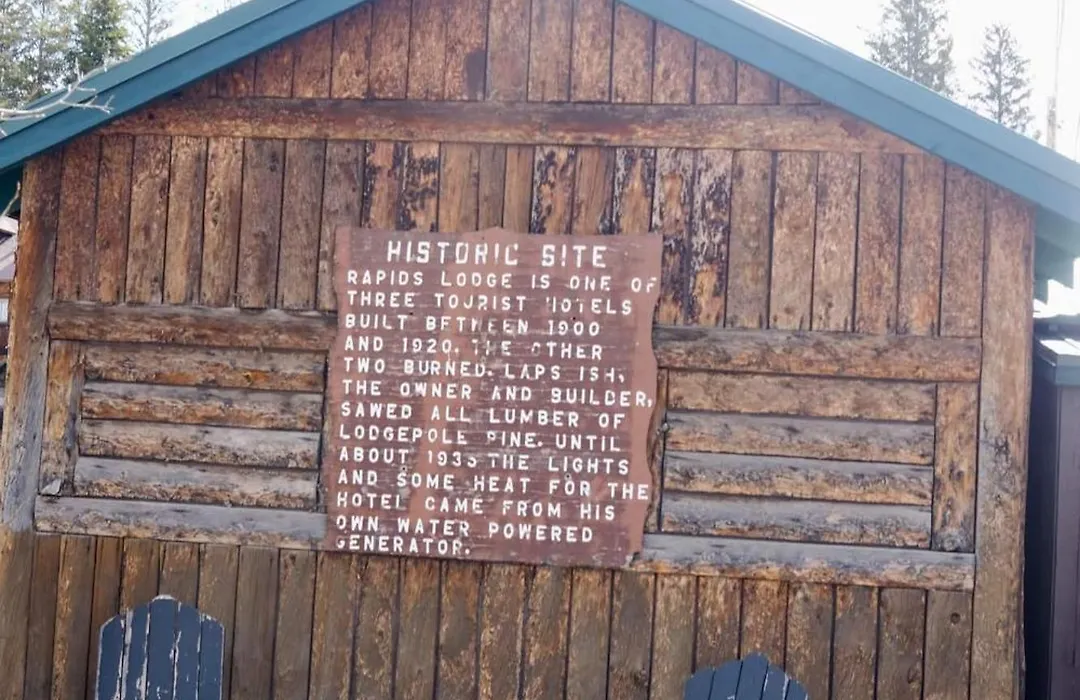 HISTORIC SITE
RAPIDS LODGE IS ONE OF
THREE TOURIST HOTELS
BUILT BETWEEN 1900
AND 1920. THE OTHER
TWO BURNED.
THE OWNER AND BUILDER,
SAWED ALL LUMBER OF
LODGEPOLE PINE. UNTIL
ABOUT 1935 THE LIGHTS
AND SOME HEAT FOR THE
HOTEL CAME FROM HIS
OWN WATER POWERED
GENERATOR.